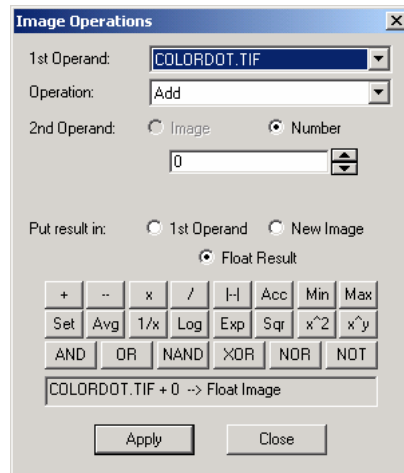 Image Operations
1st Operand: COLORDOT.TIF
Operation: Add
2nd Operand: Image Number
0
Put result in: 1st Operand New Image
Float Result
+ -- x / |--| Acc Min Max
Set Avg 1/x Log Exp Sqr x^2 x^y
AND OR NAND XOR NOR NOT
COLORDOT.TIF + 0 --> Float Image
Apply Close